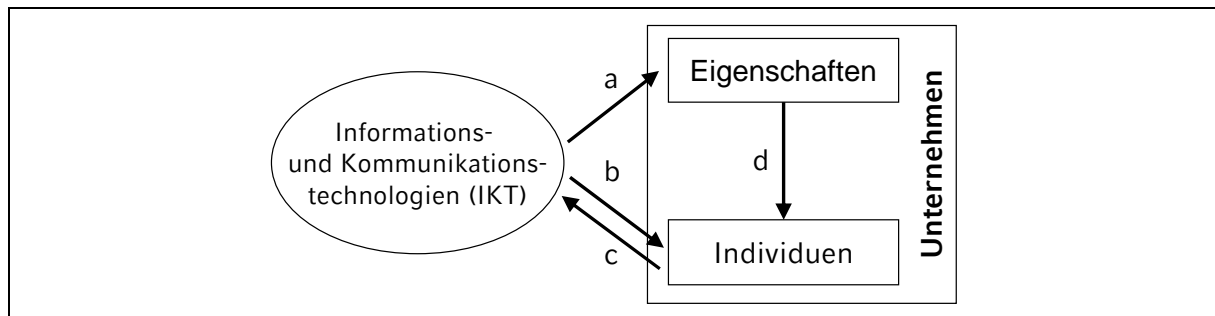 Informations-
und Kommunikations-
technologien (IKT)
a
b
c
Eigenschaften
d
Individuen
Unternehmen